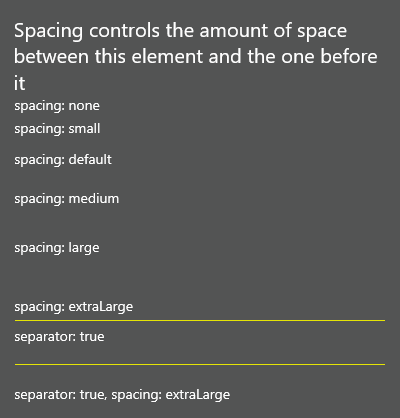 Spacing controls the amount of space
between this element and the one before
it
spacing: none
spacing: small
spacing: default
spacing: medium
spacing: large
spacing: extraLarge
separator: true
separator: true, spacing: extraLarge